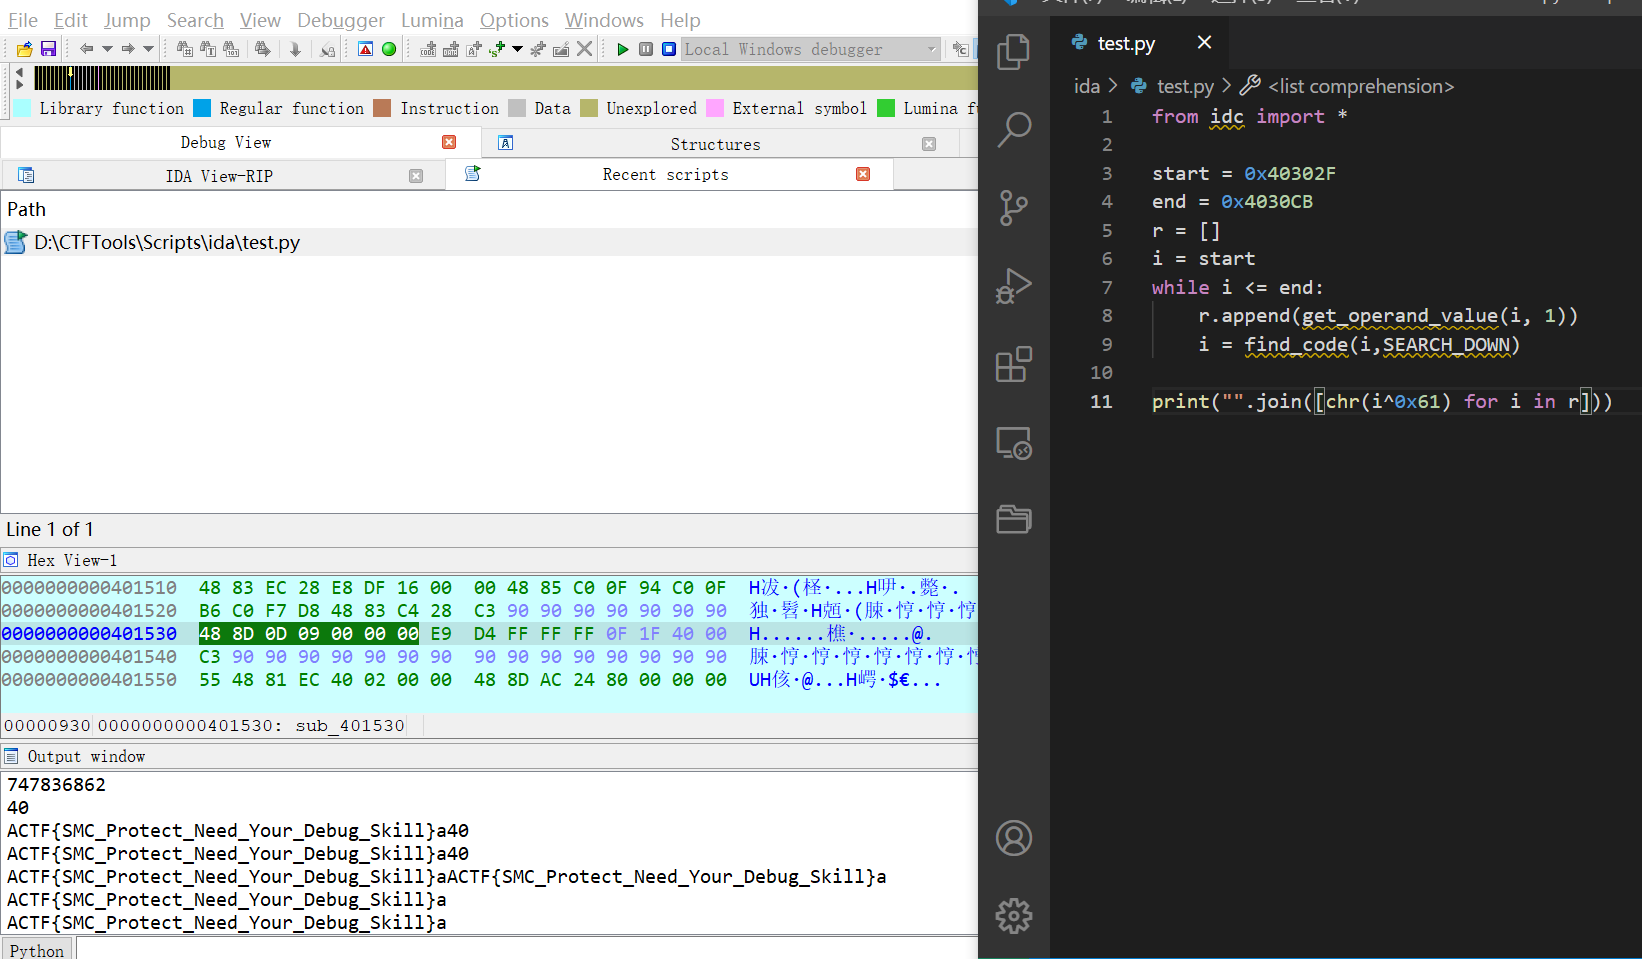 File Edit Jump Search View Debugger Lumina Options Windows Help
Local Windows debugger
Library function Regular function Instruction Data Unexplored External symbol Lumina fu
Debug View
Structures
IDA View-RIP
Recent scripts
Path
D:\CTFTools\Scripts\ida\test.py
Line 1 of 1
Hex View-1
0000000000401510 48 83 EC 28 E8 DF 16 00 00 48 85 C0 0F 94 C0 0F
0000000000401520 B6 C0 F7 D8 48 83 C4 28 C3 90 90 90 90 90 90 90
0000000000401530 48 8D 0D 09 00 00 00 E9 D4 FF FF FF 0F 1F 40 00 H......樵·.....@.
0000000000401540 C3 90 90 90 90 90 90 90 90 90 90 90 90 90 90 90
0000000000401550 55 48 81 EC 40 02 00 00 48 8D AC 24 80 00 00 00
00000930 0000000000401530: sub_401530
Output window
747836862
40
ACTF{SMC_Protect_Need_Your_Debug_Skill}a40
ACTF{SMC_Protect_Need_Your_Debug_Skill}a40
ACTF{SMC_Protect_Need_Your_Debug_Skill}aACTF{SMC_Protect_Need_Your_Debug_Skill}a
ACTF{SMC_Protect_Need_Your_Debug_Skill}a
ACTF{SMC_Protect_Need_Your_Debug_Skill}a
Python
test.py
ida > test.py > <list comprehension>
1 from idc import *
2
3 start = 0x40302F
4 end = 0x4030CB
5 r = []
6 i = start
7 while i <= end:
8 r.append(get_operand_value(i, 1))
9 i = find_code(i,SEARCH_DOWN)
10
11 print("".join([chr(i^0x61) for i in r]))